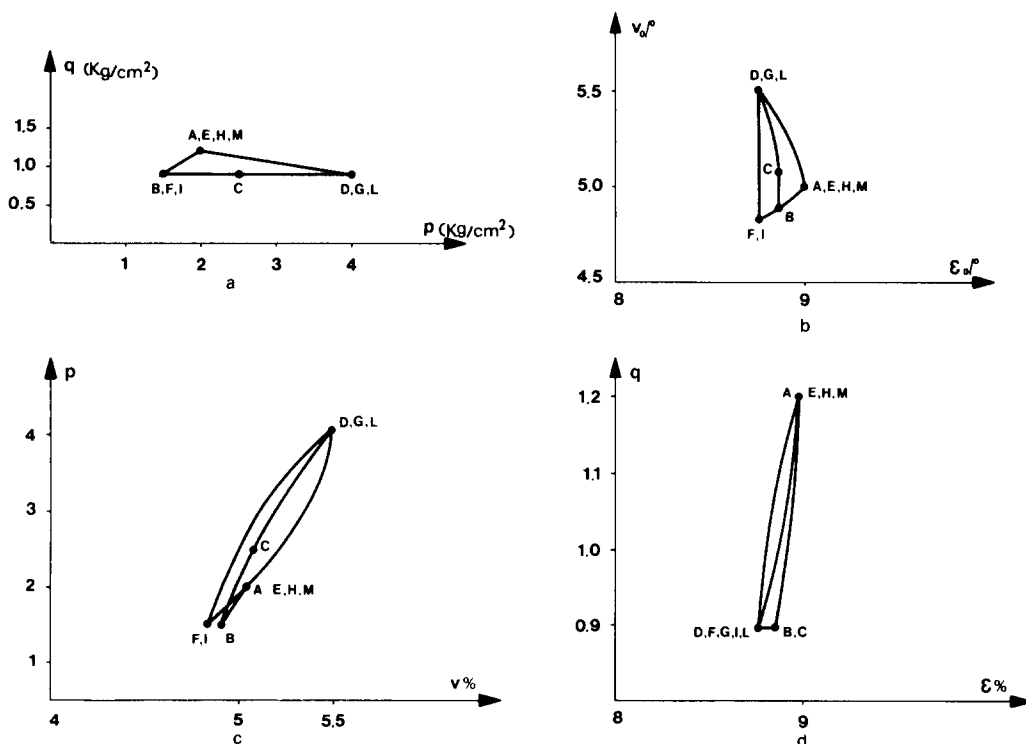 q (Kg/cm²)
1.5
1.0
0.5
A,E,H,M
B,F,I
C
D,G,L
p (Kg/cm²)
1
2
3
4
a
v o/o
5.5
5.0
4.5
D,G,L
C
A,E,H,M
B
F,I
ε o/o
8
9
b
p
4
3
2
1
D,G,L
C
A E,H,M
F,I
B
v%
4
5
5.5
c
q
1,2
1.1
1.0
0.9
A E,H,M
D,F,G,I,L
B,C
ε%
8
9
d